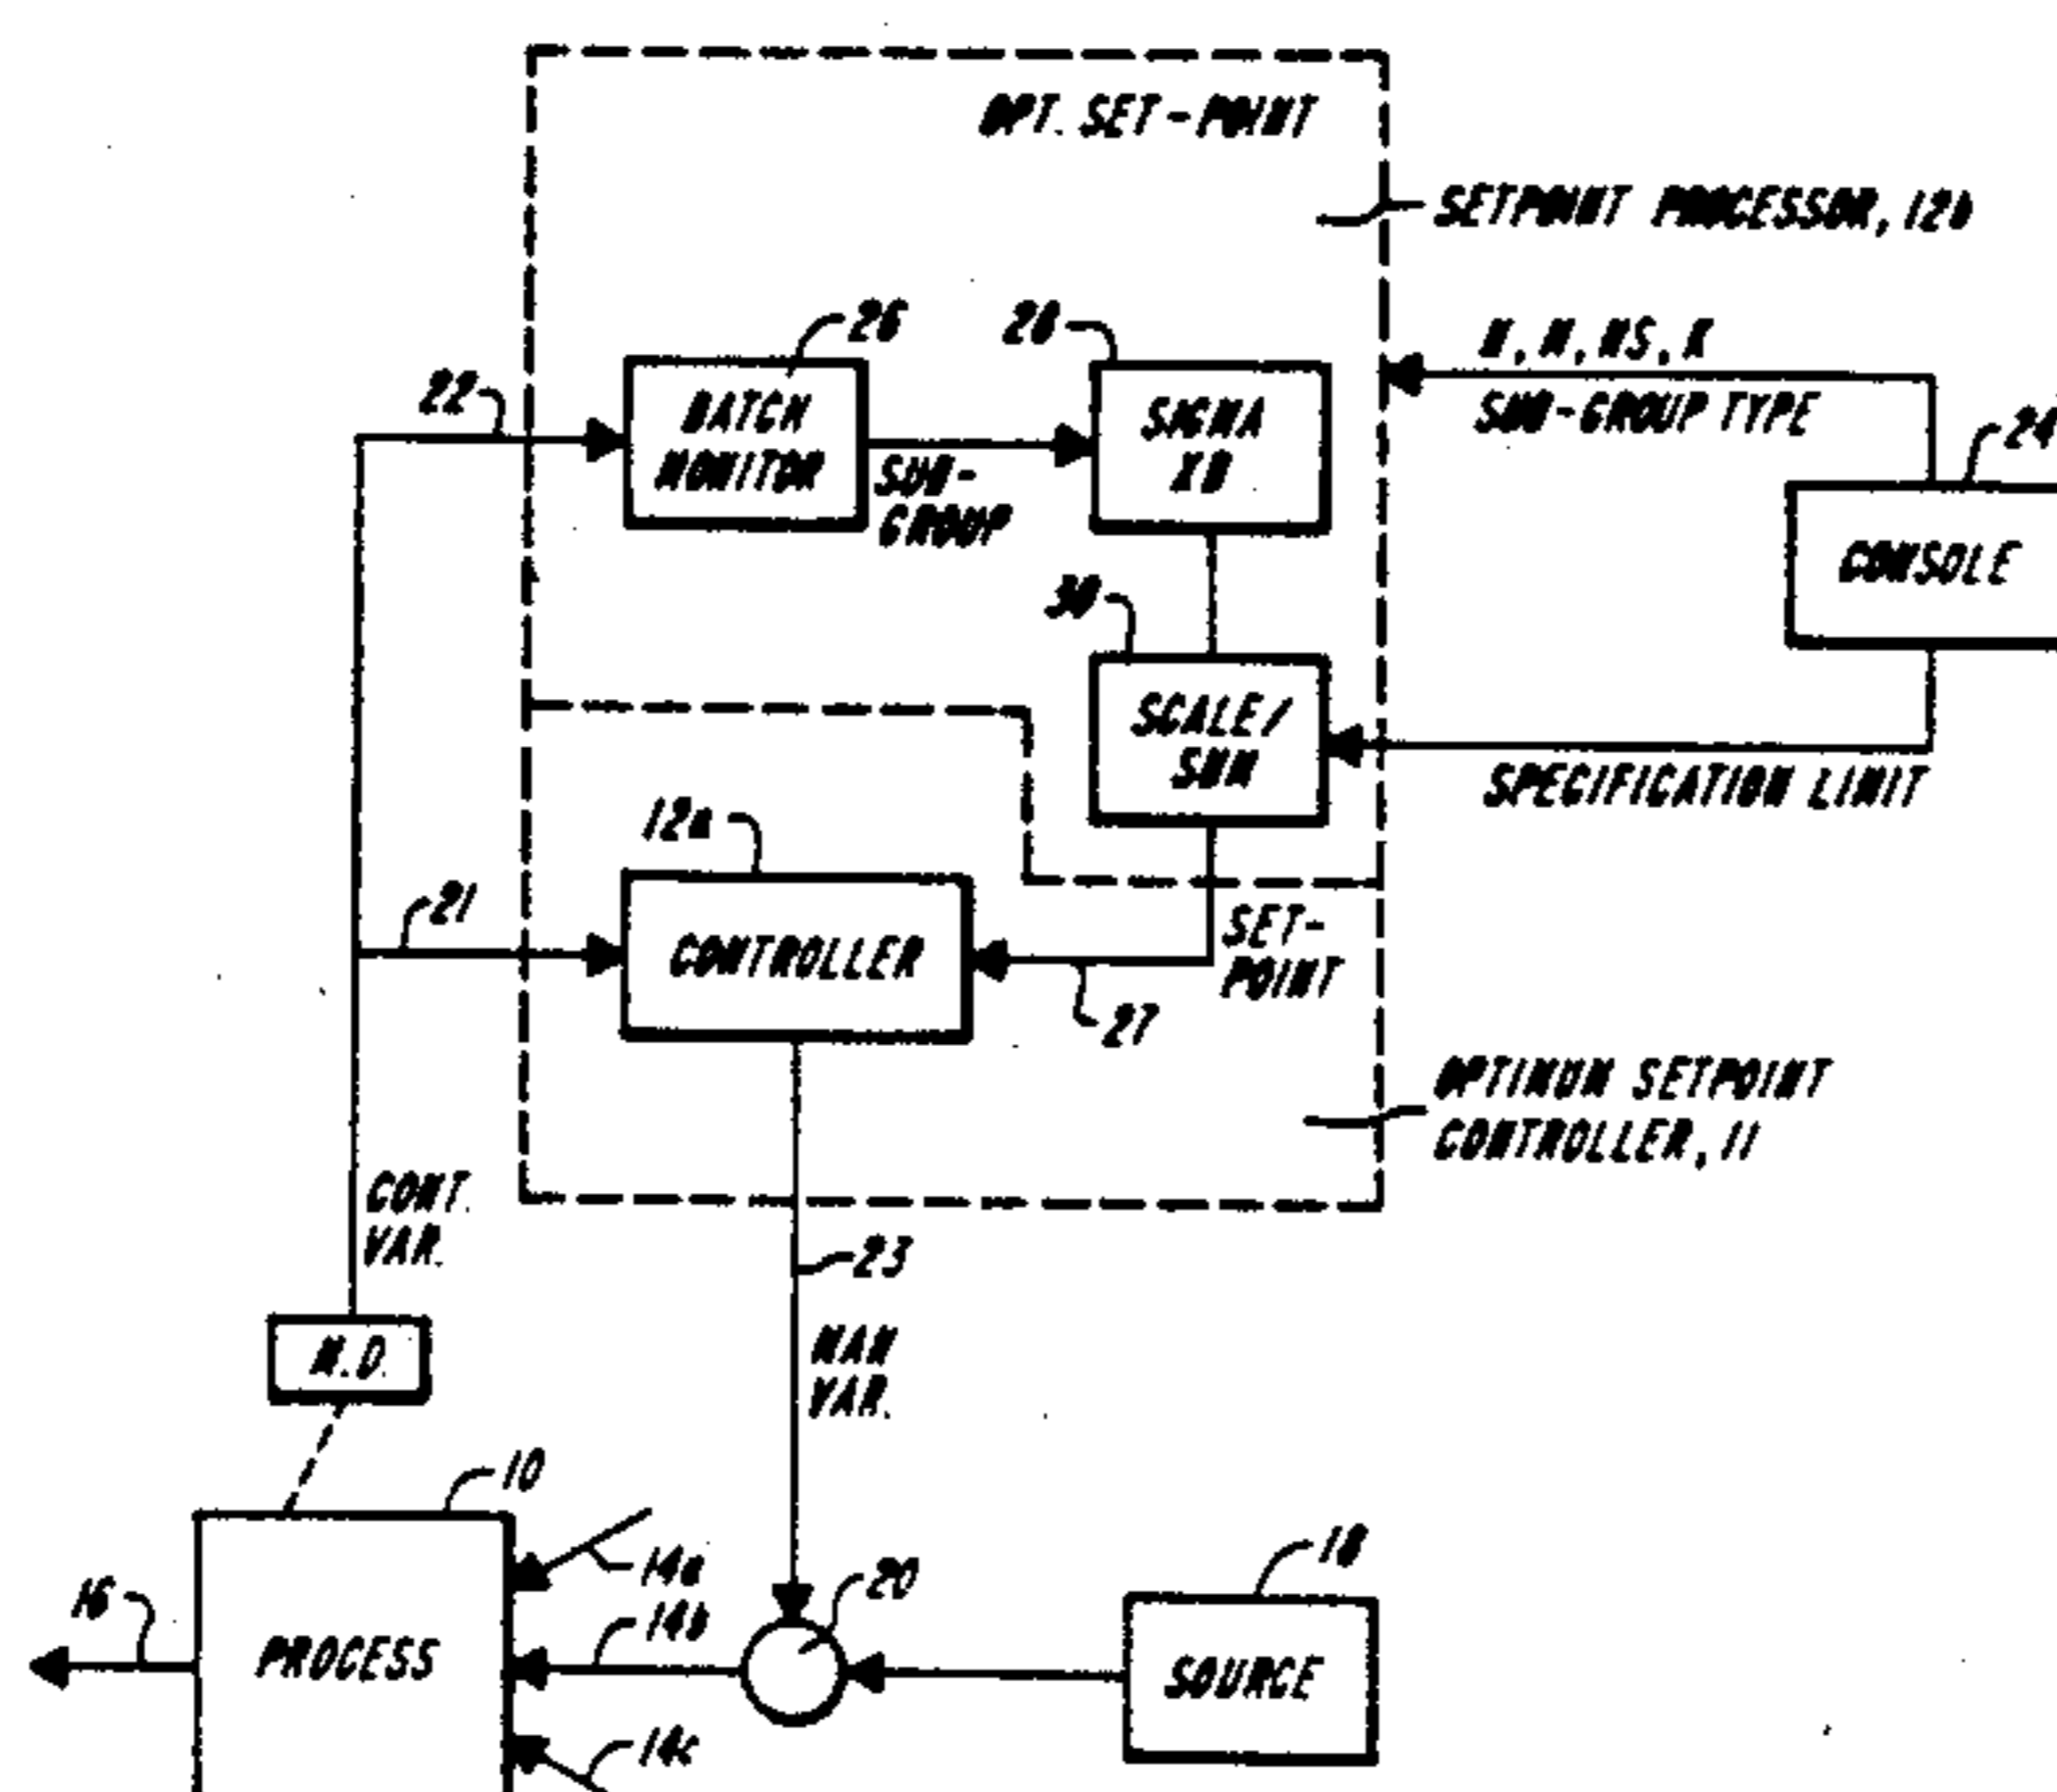 OPT. SET-POINT
SETPOINT PROCESSOR, 12b
26
28
22
BATCH
MONITOR
SUB-
GROUP
SIGMA
SUB-GROUP TYPE
24
CONSOLE
30
SCALE/
SUM
SPECIFICATION LIMIT
12a
21
CONTROLLER
SET-
POINT
27
OPTIMUM SETPOINT
CONTROLLER, 11
CONT.
VAR.
23
MAN
VAR.
M.D.
10
14a
14b
14c
16
PROCESS
20
18
SOURCE